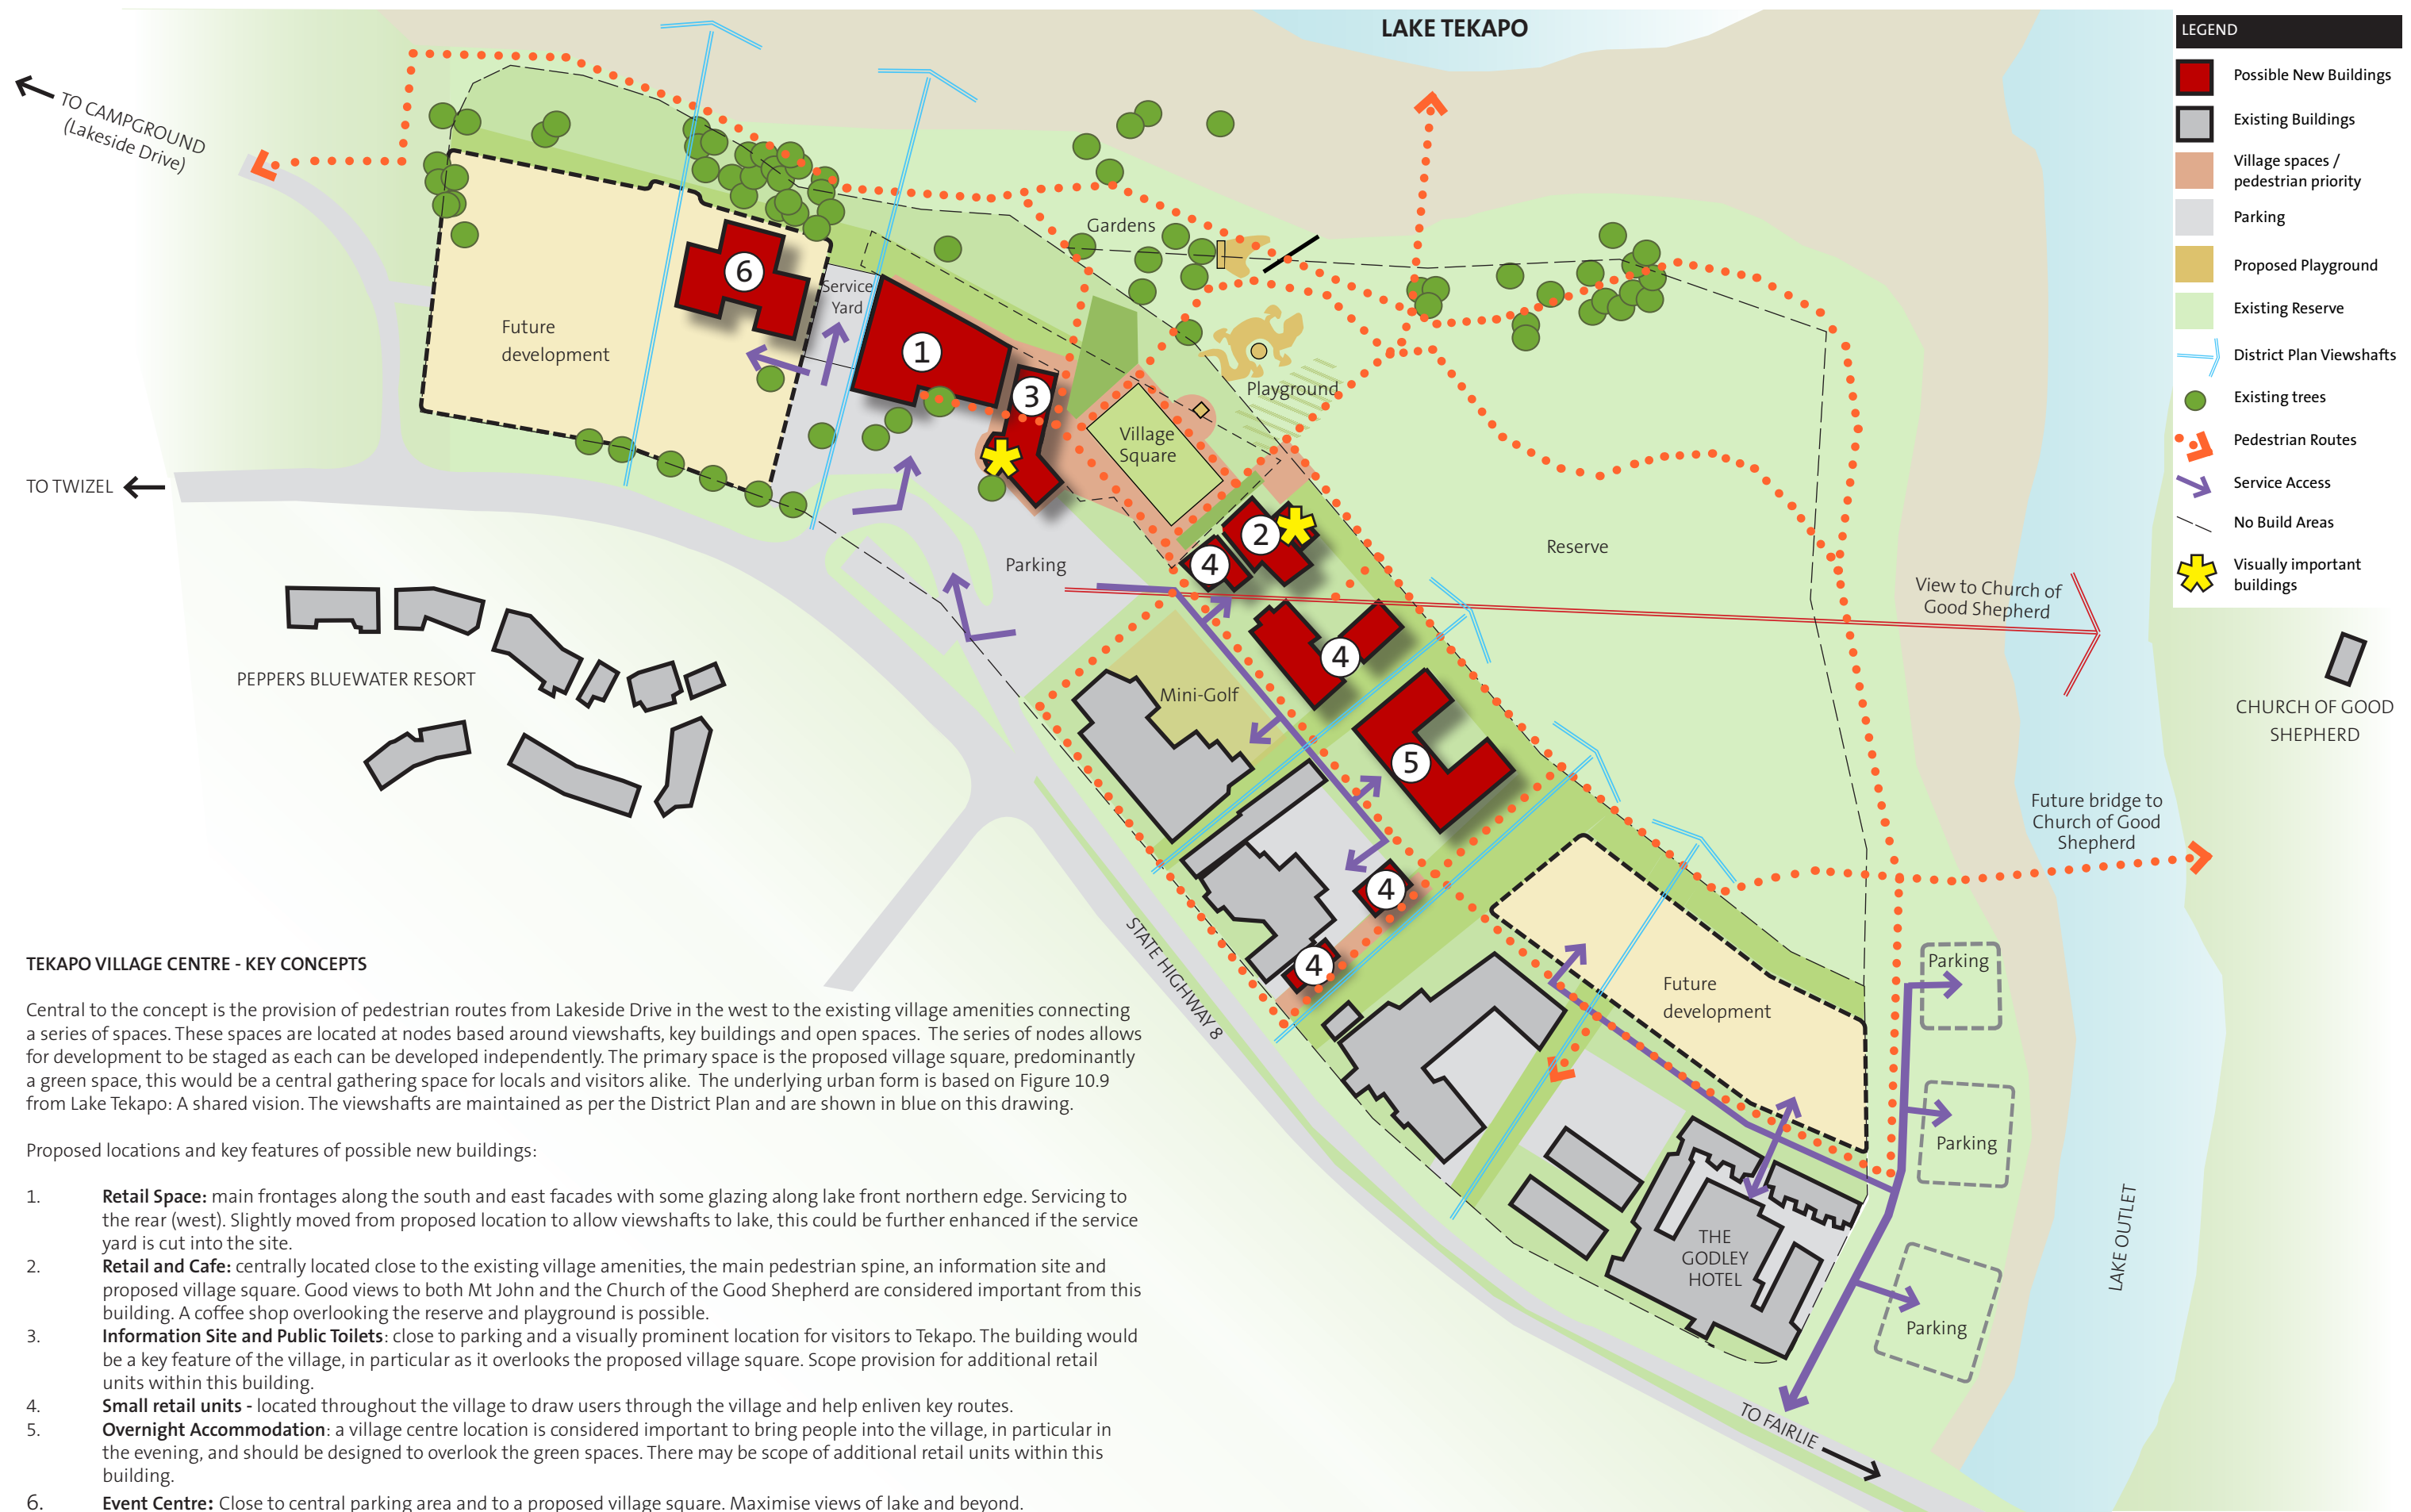 LAKE TEKAPO
LEGEND
Possible New Buildings
Existing Buildings
Village spaces /
pedestrian priority
Parking
Proposed Playground
Existing Reserve
District Plan Viewshafts
Existing trees
Pedestrian Routes
Service Access
No Build Areas
Visually important
buildings
TO CAMPGROUND
(Lakeside Drive)
TO TWIZEL
Future
development
6
Service
Yard
1
3
Gardens
Playground
Village
Square
2
4
Parking
Reserve
View to Church of
Good Shepherd
CHURCH OF GOOD
SHEPHERD
PEPPERS BLUEWATER RESORT
Mini-Golf
4
5
4
4
Future bridge to
Church of Good
Shepherd
STATE HIGHWAY 8
Future
development
Parking
Parking
Parking
THE
GODLEY
HOTEL
LAKE OUTLET
TO FAIRLIE
TEKAPO VILLAGE CENTRE - KEY CONCEPTS
Central to the concept is the provision of pedestrian routes from Lakeside Drive in the west to the existing village amenities connecting
a series of spaces. These spaces are located at nodes based around viewshafts, key buildings and open spaces. The series of nodes allows
for development to be staged as each can be developed independently. The primary space is the proposed village square, predominantly
a green space, this would be a central gathering space for locals and visitors alike. The underlying urban form is based on Figure 10.9
from Lake Tekapo: A shared vision. The viewshafts are maintained as per the District Plan and are shown in blue on this drawing.
Proposed locations and key features of possible new buildings:
1. Retail Space: main frontages along the south and east facades with some glazing along lake front northern edge. Servicing to
the rear (west). Slightly moved from proposed location to allow viewshafts to lake, this could be further enhanced if the service
yard is cut into the site.
2. Retail and Cafe: centrally located close to the existing village amenities, the main pedestrian spine, an information site and
proposed village square. Good views to both Mt John and the Church of the Good Shepherd are considered important from this
building. A coffee shop overlooking the reserve and playground is possible.
3. Information Site and Public Toilets: close to parking and a visually prominent location for visitors to Tekapo. The building would
be a key feature of the village, in particular as it overlooks the proposed village square. Scope provision for additional retail
units within this building.
4. Small retail units - located throughout the village to draw users through the village and help enliven key routes.
5. Overnight Accommodation: a village centre location is considered important to bring people into the village, in particular in
the evening, and should be designed to overlook the green spaces. There may be scope of additional retail units within this
building.
6. Event Centre: Close to central parking area and to a proposed village square. Maximise views of lake and beyond.